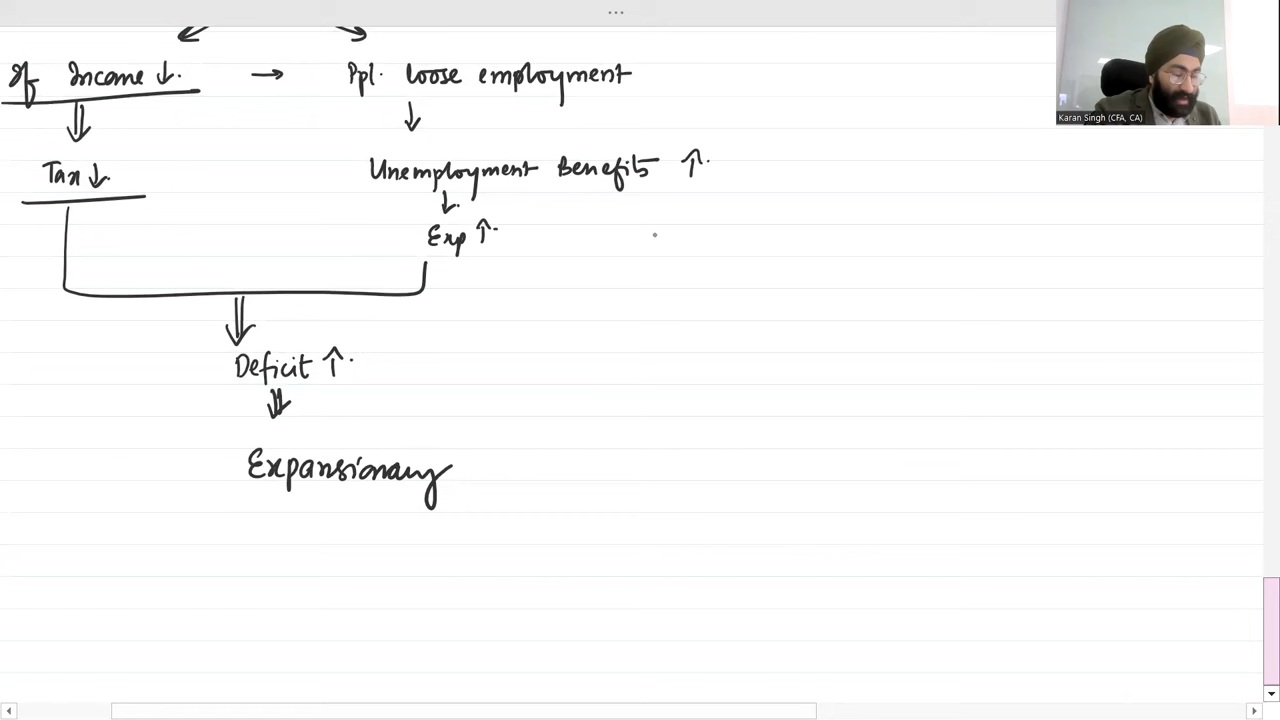 If Income ↓. → Ppl. loose employment
Tax ↓. Unemployment Benefits ↑.
Exp ↑.
Deficit ↑.
Expansionary
Karan Singh (CFA, CA)